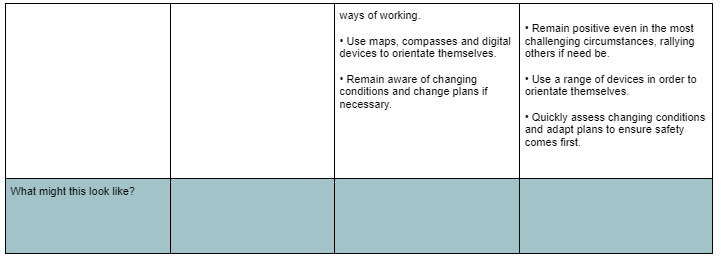 ways of working.
• Use maps, compasses and digital
devices to orientate themselves.
• Remain aware of changing
conditions and change plans if
necessary.
• Remain positive even in the most
challenging circumstances, rallying
others if need be.
• Use a range of devices in order to
orientate themselves.
• Quickly assess changing conditions
and adapt plans to ensure safety
comes first.
What might this look like?